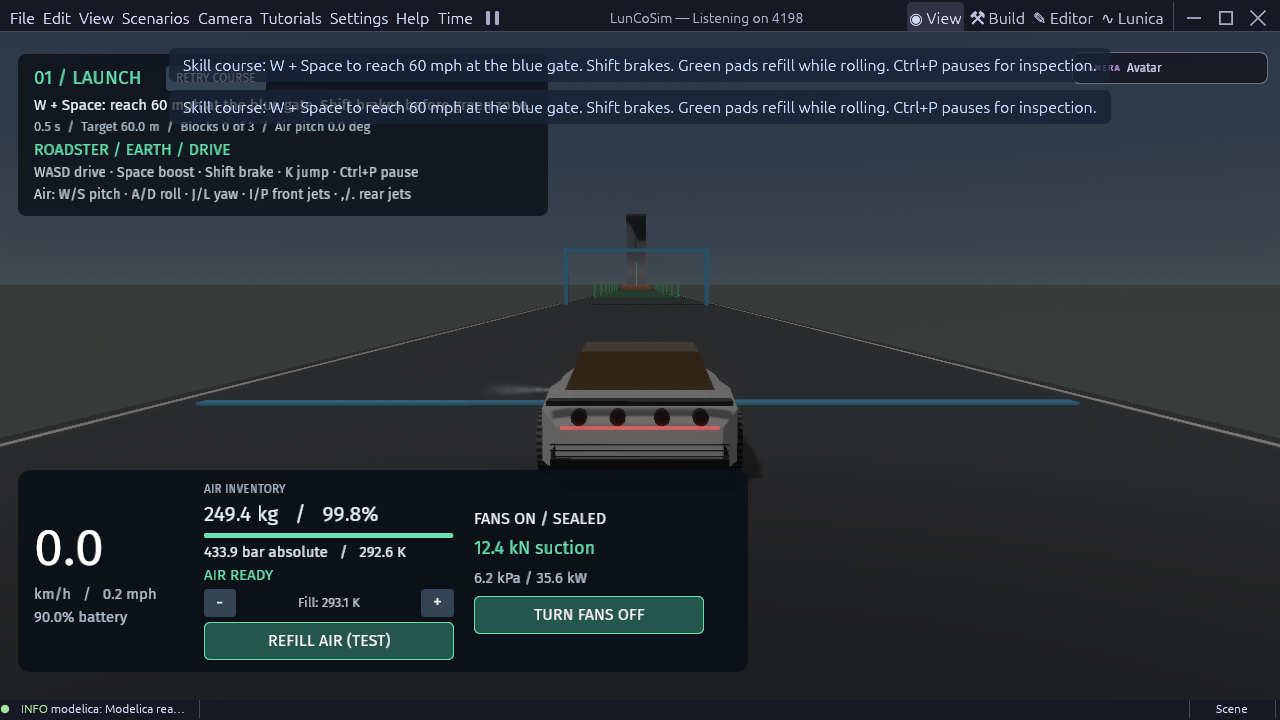 File Edit View Scenarios Camera Tutorials Settings Help Time
LunCoSim — Listening on 4198
View Build Editor Lunica
01 / LAUNCH
RETRY COURSE
Skill course: W + Space to reach 60 mph at the blue gate. Shift brakes. Green pads refill while rolling. Ctrl+P pauses for inspection.
Avatar
W + Space: reach 60
Skill course: W + Space to reach 60 mph at the blue gate. Shift brakes. Green pads refill while rolling. Ctrl+P pauses for inspection.
0.5 s / Target 60.0 m / Blocks 0 of 3 / Air pitch 0.0 deg
ROADSTER / EARTH / DRIVE
WASD drive · Space boost · Shift brake · K jump · Ctrl+P pause
Air: W/S pitch · A/D roll · J/L yaw · I/P front jets · ,/. rear jets
0.0
km/h / 0.2 mph
90.0% battery
AIR INVENTORY
249.4 kg / 99.8%
433.9 bar absolute / 292.6 K
AIR READY
- Fill: 293.1 K +
REFILL AIR (TEST)
FANS ON / SEALED
12.4 kN suction
6.2 kPa / 35.6 kW
TURN FANS OFF
INFO modelica: Modelica rea...
Scene